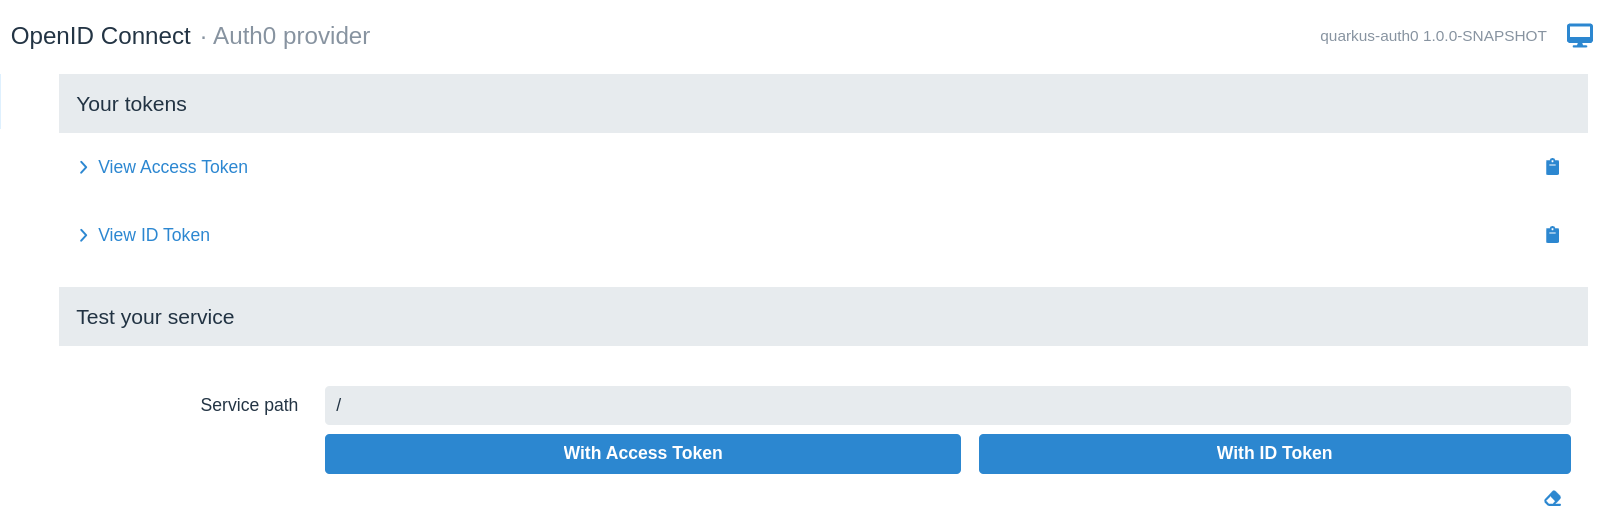 OpenID Connect · Auth0 provider
quarkus-auth0 1.0.0-SNAPSHOT
Your tokens
View Access Token
View ID Token
Test your service
Service path
/
With Access Token
With ID Token